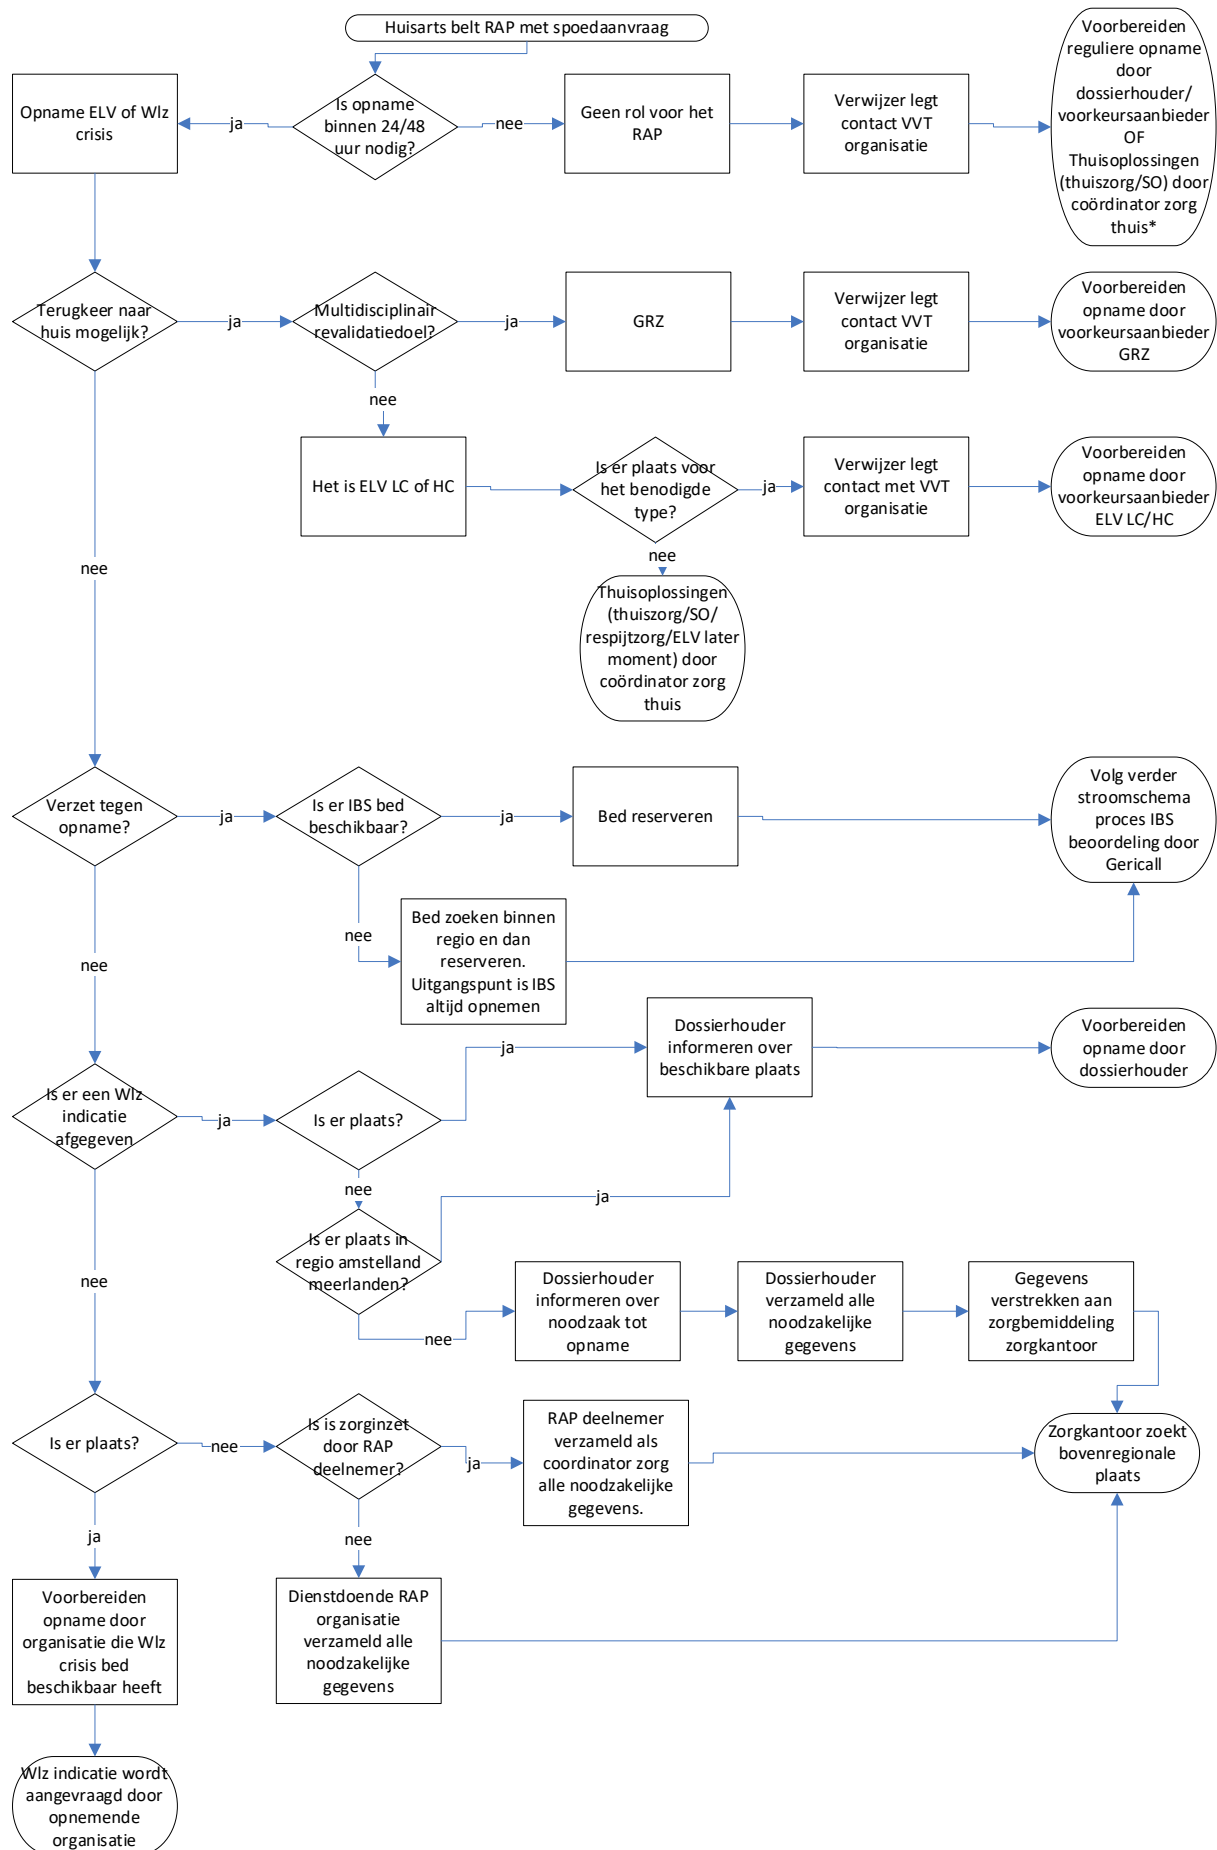 Huisarts belt RAP met spoedaanvraag
Opname ELV of Wlz
crisis
ja
Is opname
binnen 24/48
uur nodig?
nee
Geen rol voor het
RAP
Verwijzer legt
contact VVT
organisatie
Voorbereiden
reguliere opname
door
dossierhouder/
voorkeursaanbieder
OF
Thuisoplossingen
(thuiszorg/SO) door
coördinator zorg
thuis*
Terugkeer naar
huis mogelijk?
ja
Multidisciplinair
revalidatiedoel?
ja
GRZ
Verwijzer legt
contact VVT
organisatie
Voorbereiden
opname door
voorkeursaanbieder
GRZ
nee
Het is ELV LC of HC
Is er plaats voor
het benodigde
type?
ja
Verwijzer legt
contact met VVT
organisatie
Voorbereiden
opname door
voorkeursaanbieder
ELV LC/HC
nee
nee
Thuisoplossingen
(thuiszorg/SO/
respijtzorg/ELV later
moment) door
coördinator zorg
thuis
Verzet tegen
opname?
ja
Is er IBS bed
beschikbaar?
ja
Bed reserveren
Volg verder
stroomschema
proces IBS
beoordeling door
Gericall
nee
Bed zoeken binnen
regio en dan
reserveren.
Uitgangspunt is IBS
altijd opnemen
nee
Is er een Wlz
indicatie
afgegeven
ja
Is er plaats?
ja
Dossierhouder
informeren over
beschikbare plaats
Voorbereiden
opname door
dossierhouder
nee
Is er plaats in
regio amstelland
meerlanden?
ja
nee
nee
Dossierhouder
informeren over
noodzaak tot
opname
Dossierhouder
verzameld alle
noodzakelijke
gegevens
Gegevens
verstrekken aan
zorgbemiddeling
zorgkantoor
Is er plaats?
nee
Is is zorginzet
door RAP
deelnemer?
ja
RAP deelnemer
verzameld als
coordinator zorg
alle noodzakelijke
gegevens.
Zorgkantoor zoekt
bovenregionale
plaats
ja
nee
Voorbereiden
opname door
organisatie die Wlz
crisis bed
beschikbaar heeft
Dienstdoende RAP
organisatie
verzameld alle
noodzakelijke
gegevens
Wlz indicatie wordt
aangevraagd door
opnemende
organisatie